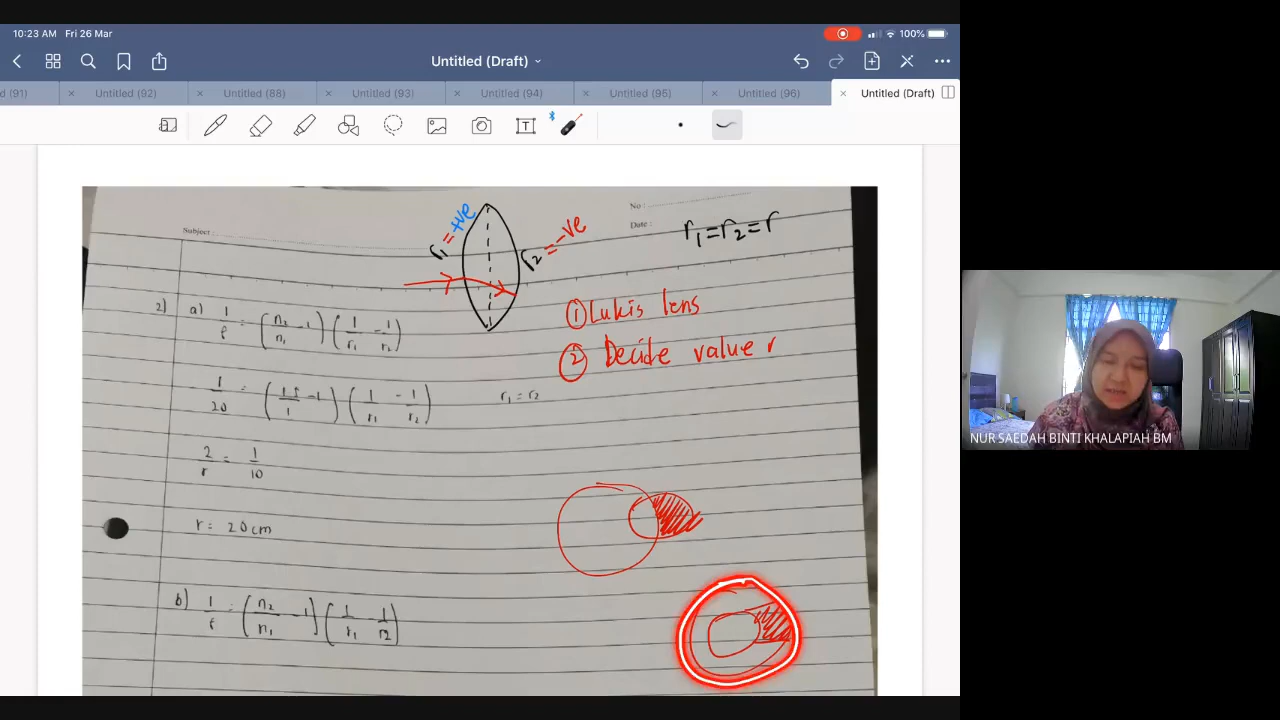 10:23 AM Fri 26 Mar
100%
Untitled (Draft)
d (91)
Untitled (92)
Untitled (88)
Untitled (93)
Untitled (94)
Untitled (95)
Untitled (96)
Untitled (Draft)
T
Subject :
No :
Date :
r₁ = +ve
r₂ = -ve
r₁ = r₂ = r
① Lukis lens
② Decide value r
2) a) 1/f = (n₂/n₁ - 1) (1/r₁ - 1/r₂)
1/20 = (1.5/1 - 1) (1/r₁ - 1/r₂)
r₁ = r₂
2/r = 1/10
r = 20 cm
b) 1/f = (n₂/n₁ - 1) (1/r₁ - 1/r2)
NUR SAEDAH BINTI KHALAPIAH BM